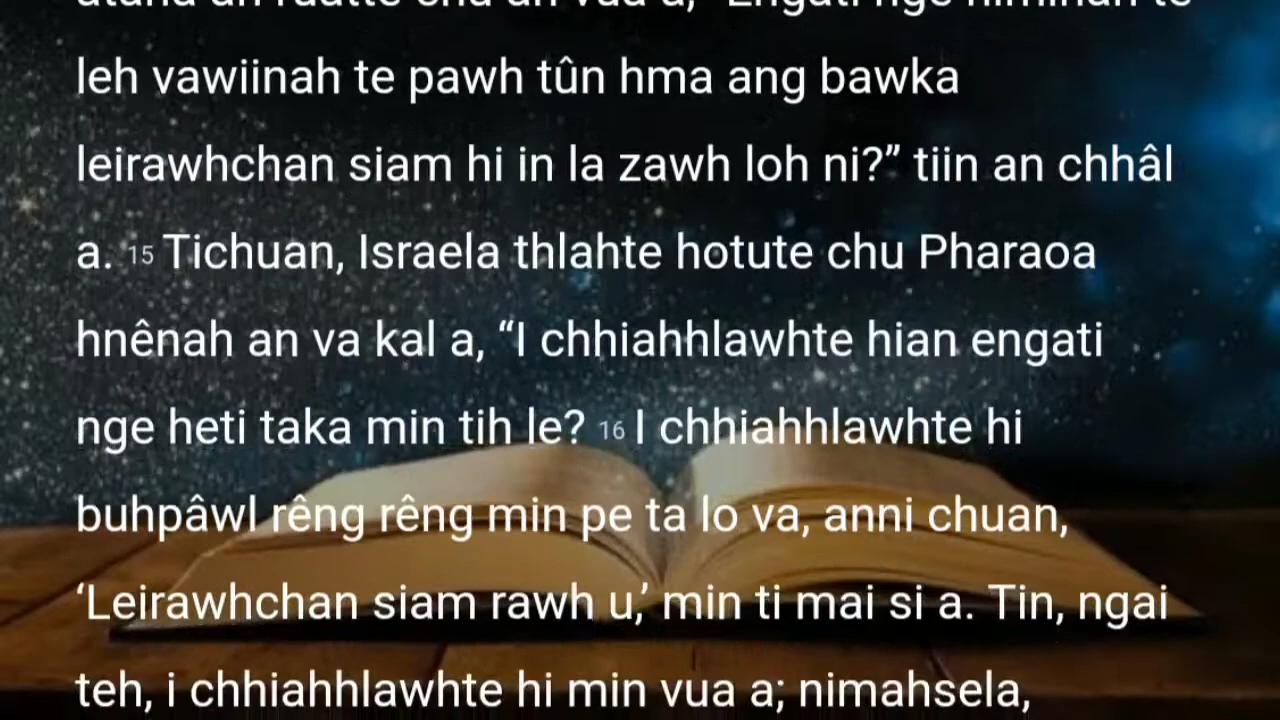 leh vawiinah te pawh tûn hma ang bawka
leirawhchan siam hi in la zawh loh ni?” tiin an chhâl
a. 15 Tichuan, Israela thlahte hotute chu Pharaoa
hnênah an va kal a, “I chhiahhlawhte hian engati
nge heti taka min tih le? 16 I chhiahhlawhte hi
buhpâwl rêng rêng min pe ta lo va, anni chuan,
‘Leirawhchan siam rawh u,’ min ti mai si a. Tin, ngai
teh, i chhiahhlawhte hi min vua a; nimahsela,